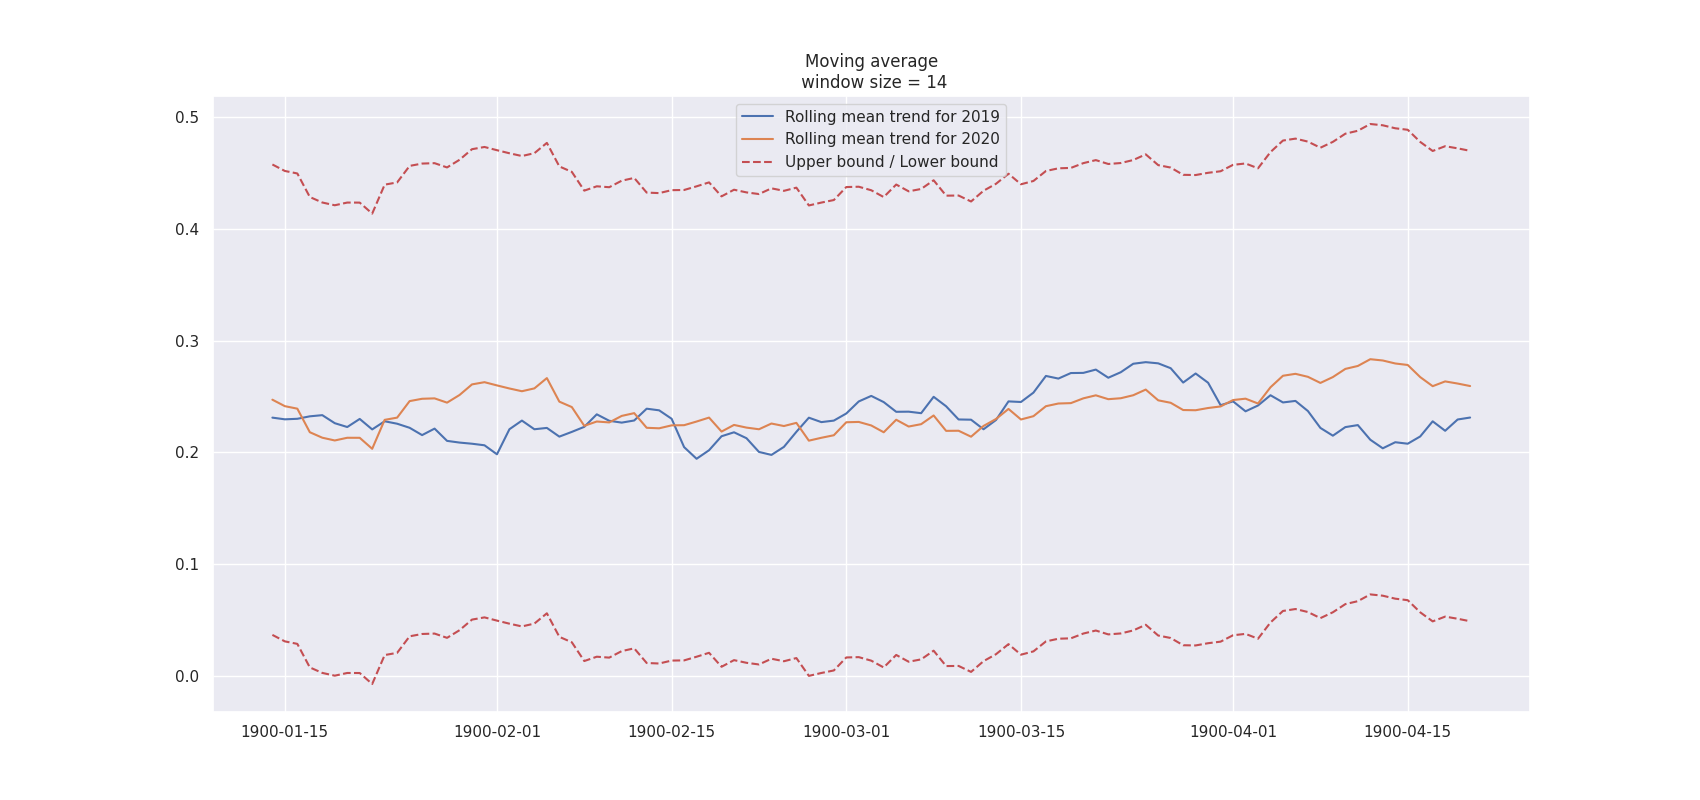 Moving average
window size = 14
Rolling mean trend for 2019
Rolling mean trend for 2020
Upper bound / Lower bound
0.5
0.4
0.3
0.2
0.1
0.0
1900-01-15 1900-02-01 1900-02-15 1900-03-01 1900-03-15 1900-04-01 1900-04-15